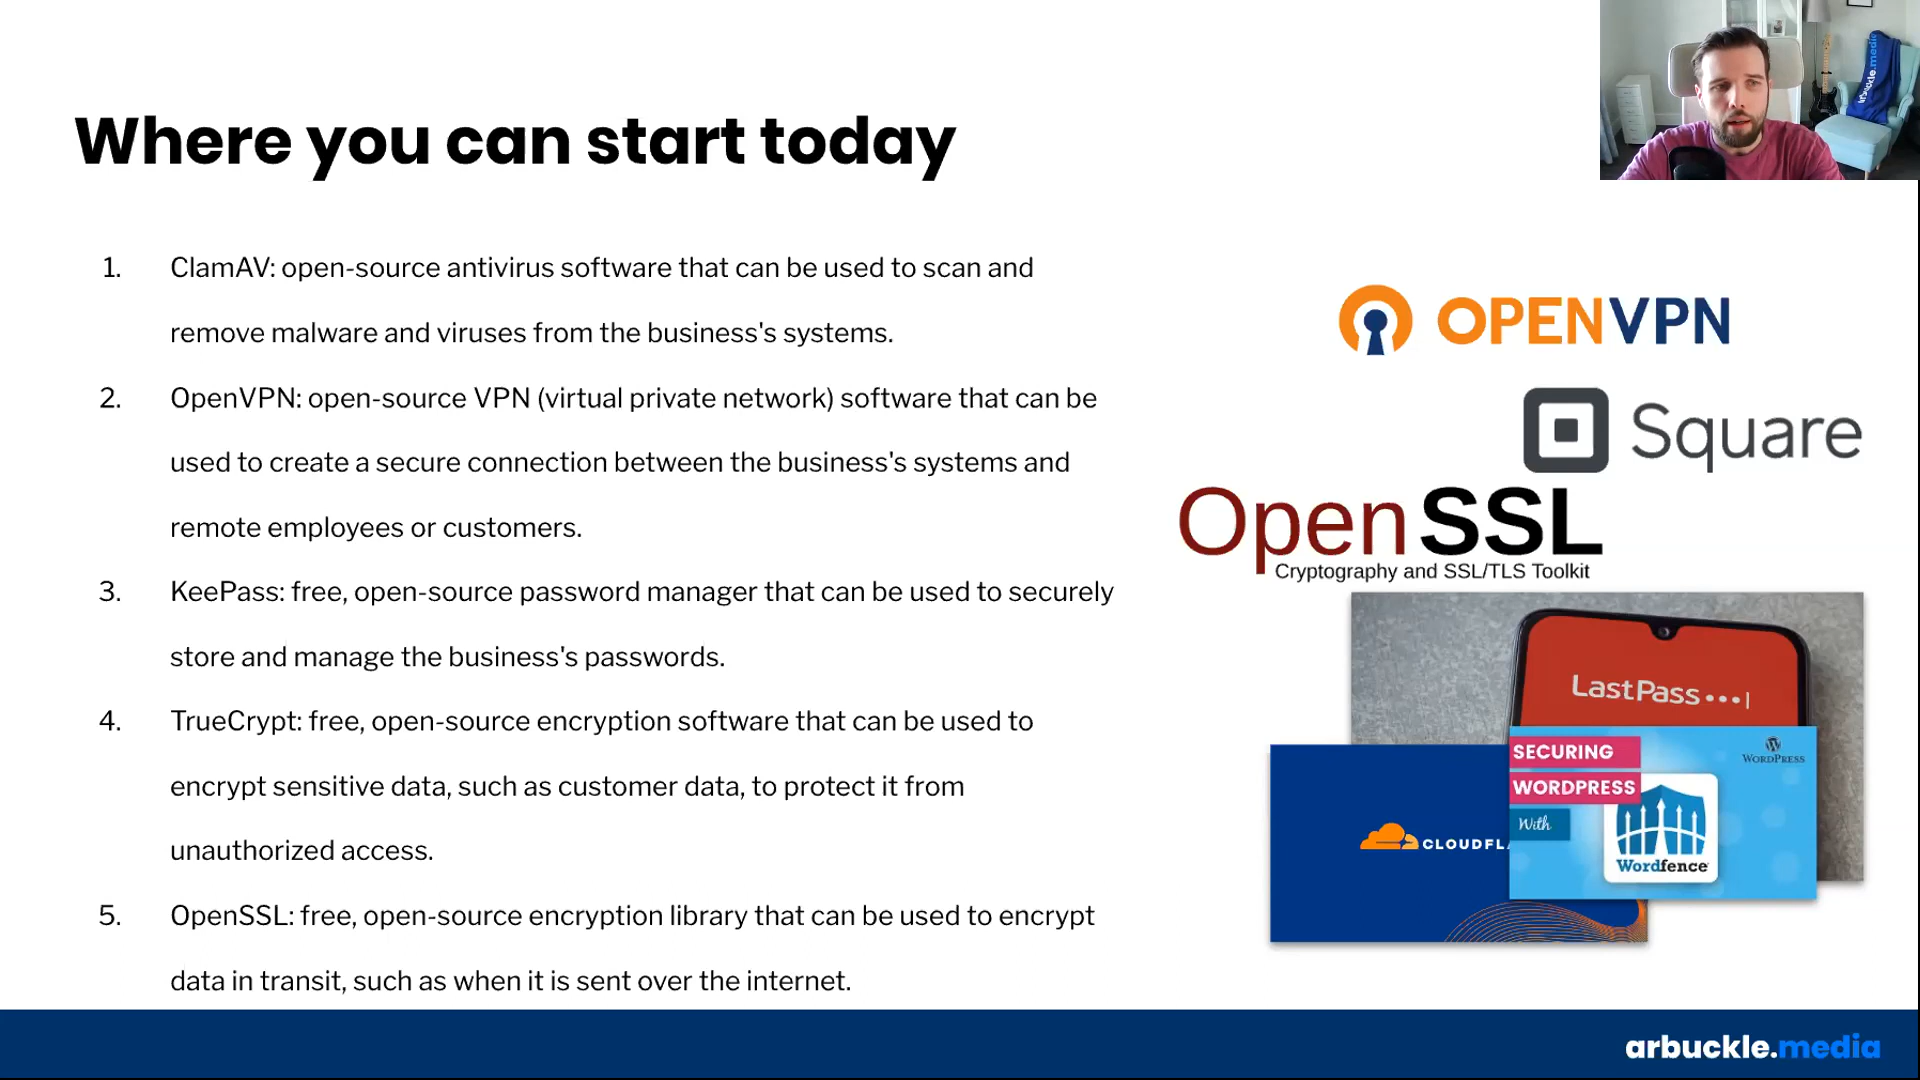 Where you can start today
1. ClamAV: open-source antivirus software that can be used to scan and
remove malware and viruses from the business's systems.
2. OpenVPN: open-source VPN (virtual private network) software that can be
used to create a secure connection between the business's systems and
remote employees or customers.
3. KeePass: free, open-source password manager that can be used to securely
store and manage the business's passwords.
4. TrueCrypt: free, open-source encryption software that can be used to
encrypt sensitive data, such as customer data, to protect it from
unauthorized access.
5. OpenSSL: free, open-source encryption library that can be used to encrypt
data in transit, such as when it is sent over the internet.
arbuckle.media
OPENVPN
Square
OpenSSL
Cryptography and SSL/TLS Toolkit
LastPass •••|
SECURING
WORDPRESS
With
WORDPRESS
Wordfence
CLOUDFL
arbuckle.media